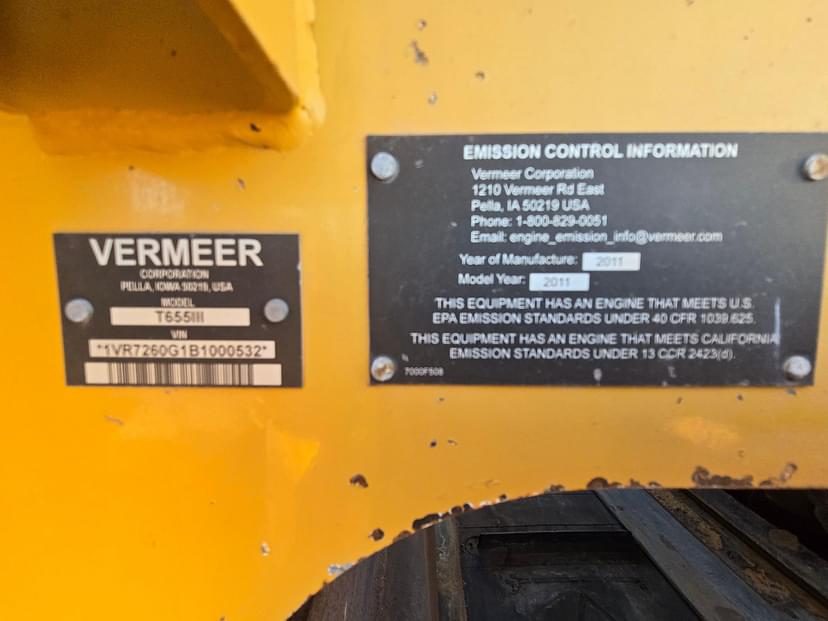 VERMEER
CORPORATION
PELLA, IOWA 50219, USA
MODEL
T655III
VIN
*1VR7260G1B1000532*
EMISSION CONTROL INFORMATION
Vermeer Corporation
1210 Vermeer Rd East
Pella, IA 50219 USA
Phone: 1-800-829-0051
Email: engine_emission_info@vermeer.com
Year of Manufacture: 2011
Model Year: 2011
THIS EQUIPMENT HAS AN ENGINE THAT MEETS U.S.
EPA EMISSION STANDARDS UNDER 40 CFR 1039.625.
THIS EQUIPMENT HAS AN ENGINE THAT MEETS CALIFORNIA
EMISSION STANDARDS UNDER 13 CCR 2423(d).
7000F506